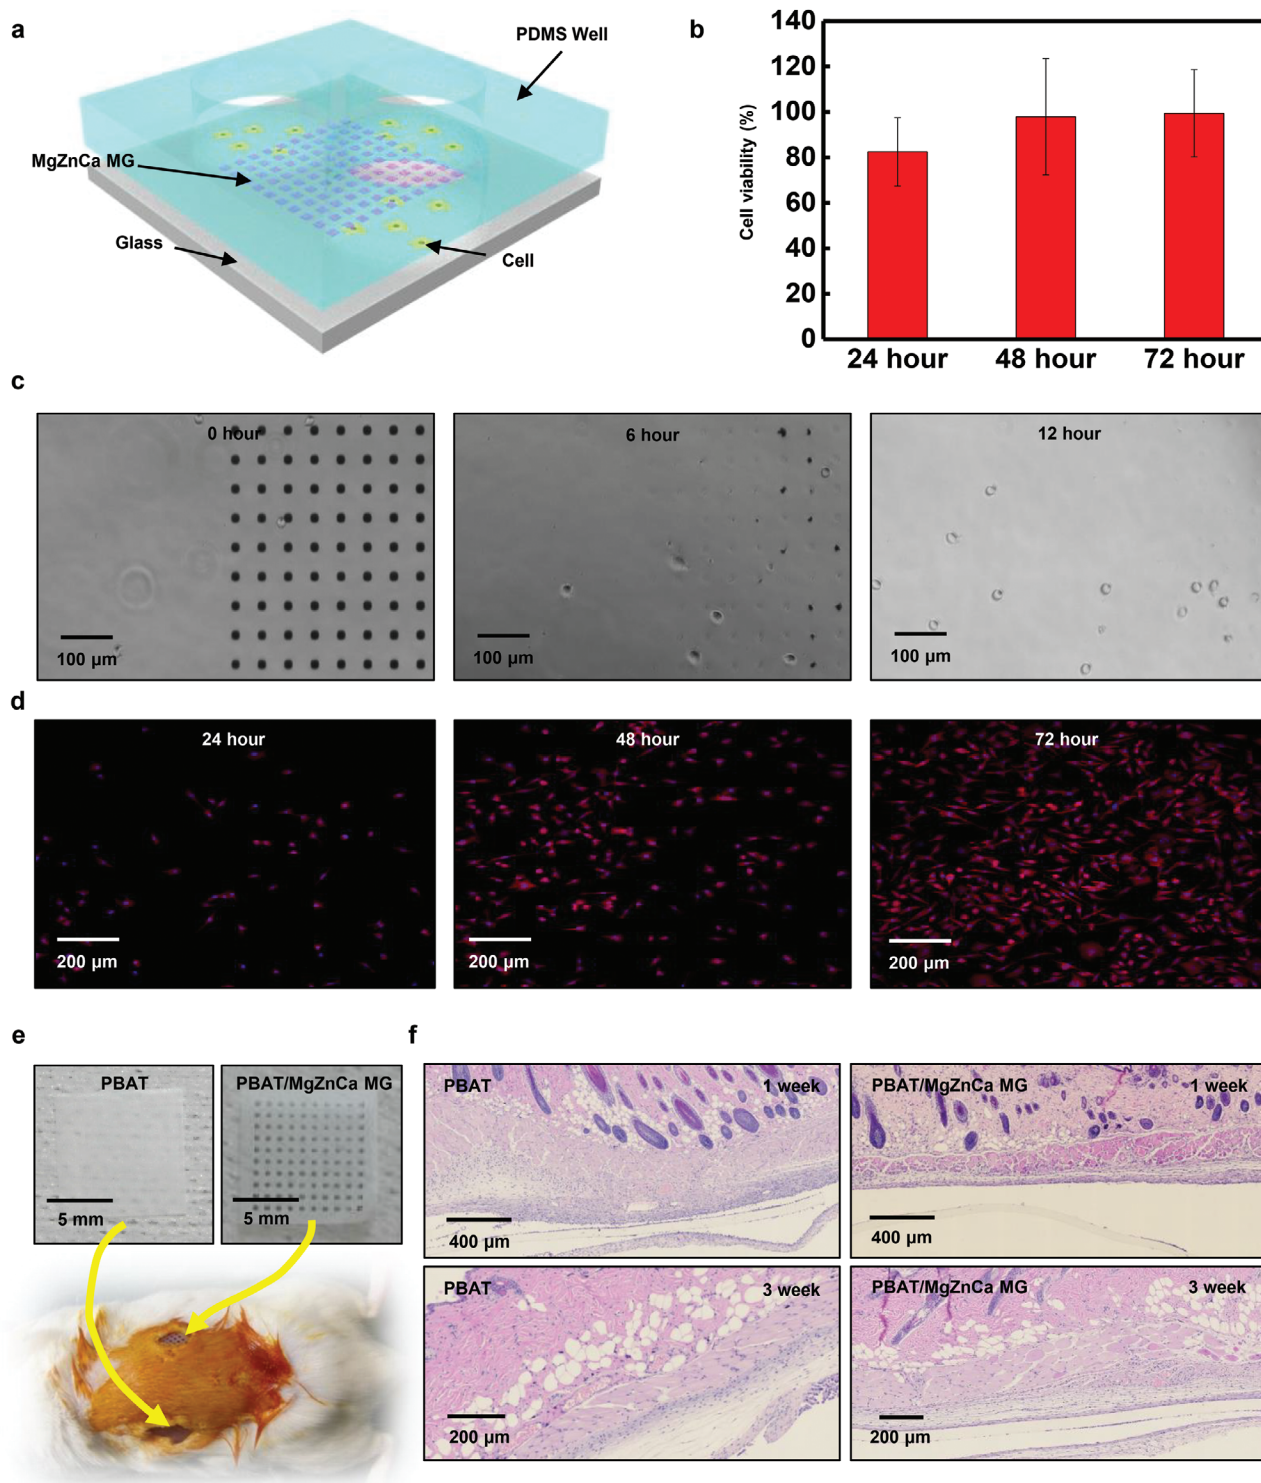 a
PDMS Well
MgZnCa MG
Glass
Cell
b
140
120
100
80
60
40
20
0
Cell viability (%)
24 hour
48 hour
72 hour
c
0 hour
100 µm
6 hour
100 µm
12 hour
100 µm
d
24 hour
200 µm
48 hour
200 µm
72 hour
200 µm
e
PBAT
5 mm
PBAT/MgZnCa MG
5 mm
f
PBAT
1 week
400 µm
PBAT/MgZnCa MG
1 week
400 µm
PBAT
3 week
200 µm
PBAT/MgZnCa MG
3 week
200 µm